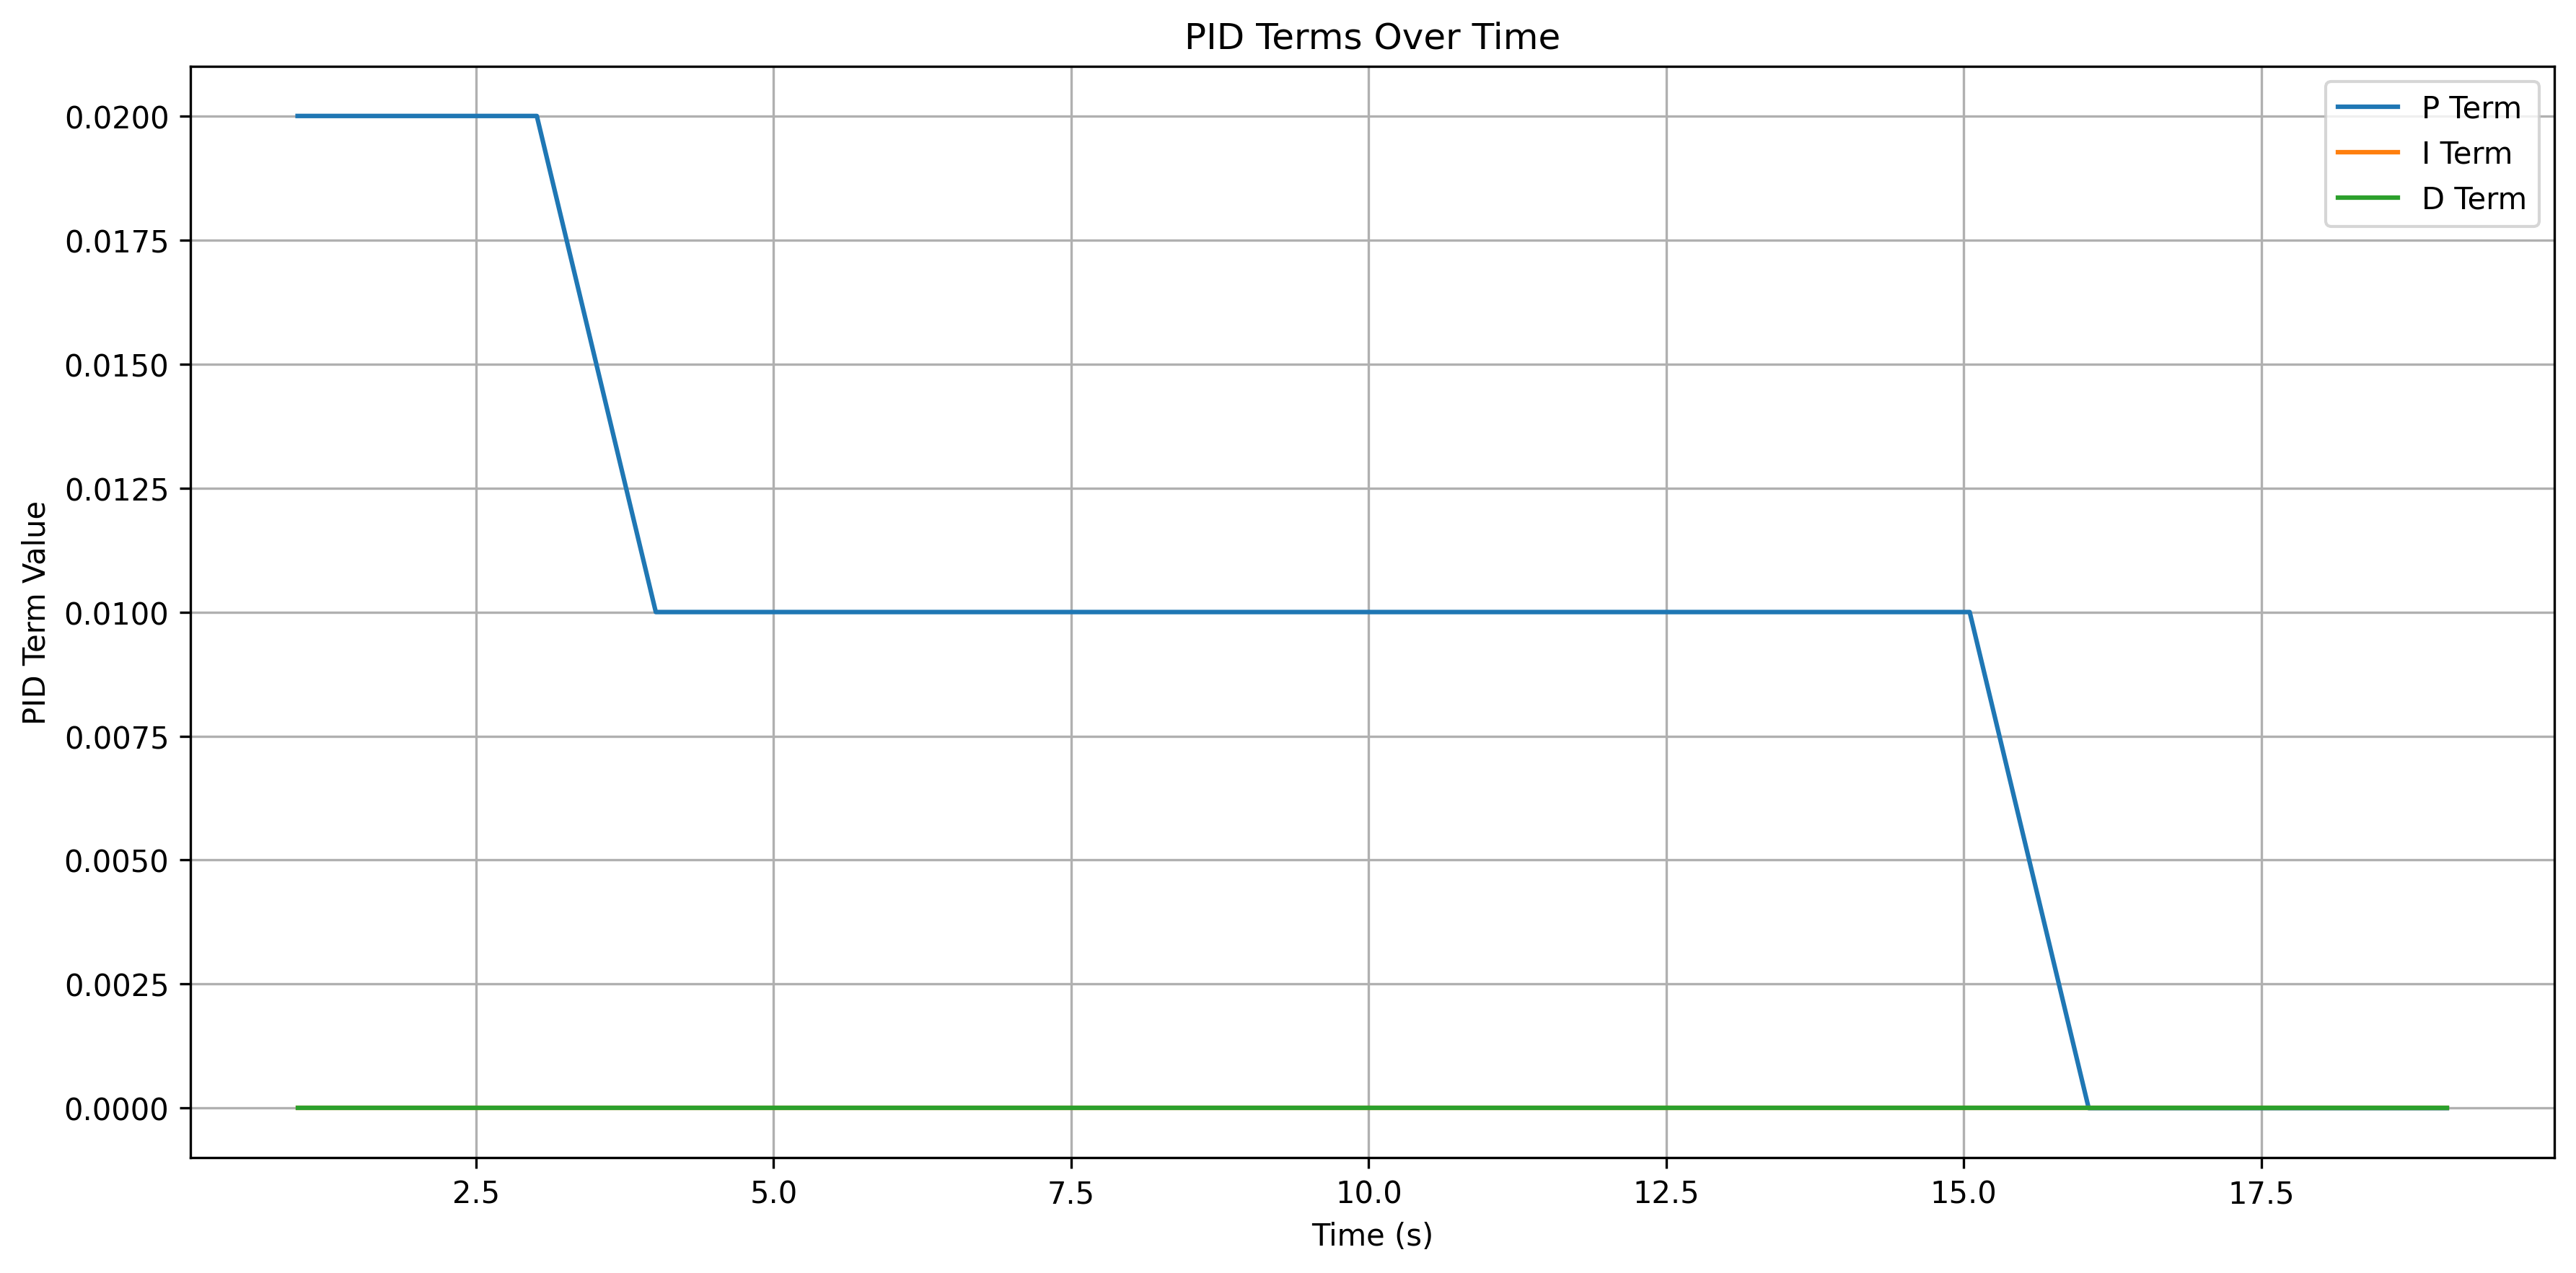 PID Terms Over Time
P Term
I Term
D Term
PID Term Value
0.0200
0.0175
0.0150
0.0125
0.0100
0.0075
0.0050
0.0025
0.0000
2.5 5.0 7.5 10.0 12.5 15.0 17.5
Time (s)